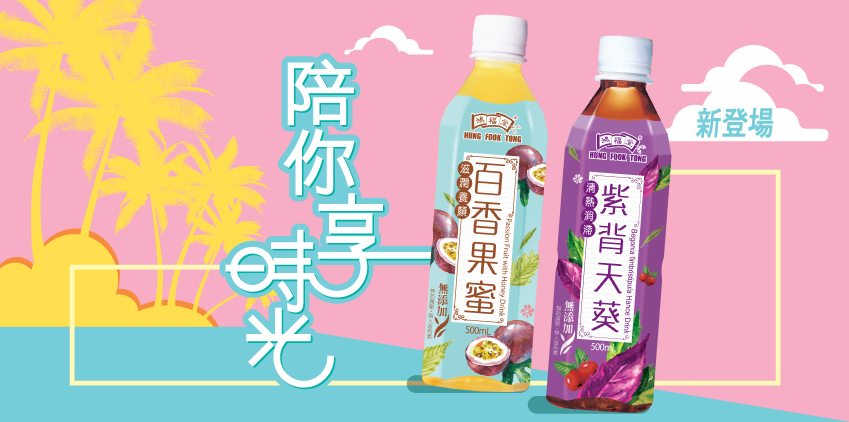 陪你享時光
新登場
鴻福堂
HUNG FOOK TONG
滋潤養顏
百香果蜜
Passion Fruit with Honey Drink
無添加
500mL
鴻福堂
HUNG FOOK TONG
清熱消滯
紫背天葵
Begonia fimbristipula Hance Drink
無添加
500mL